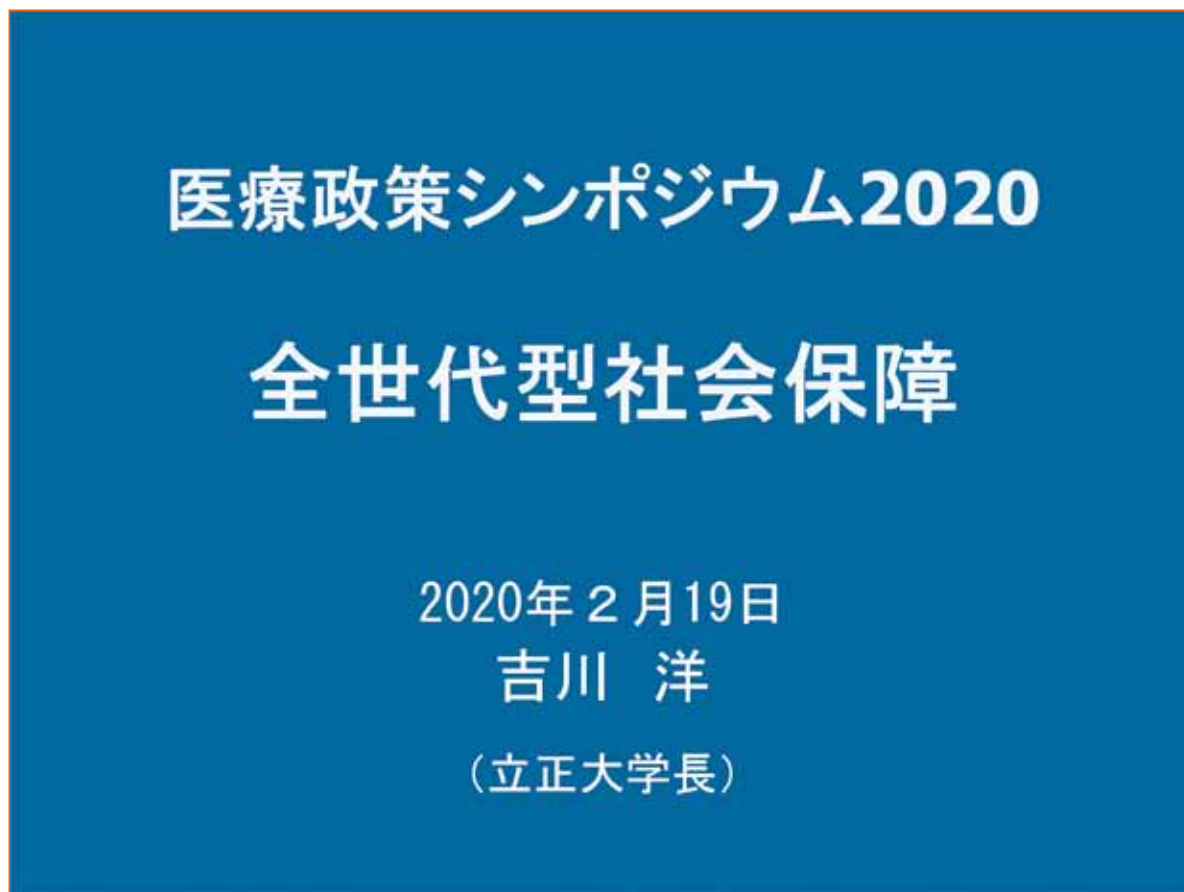 医療政策シンポジウム2020
全世代型社会保障
2020年２月19日
吉川　洋
（立正大学長）